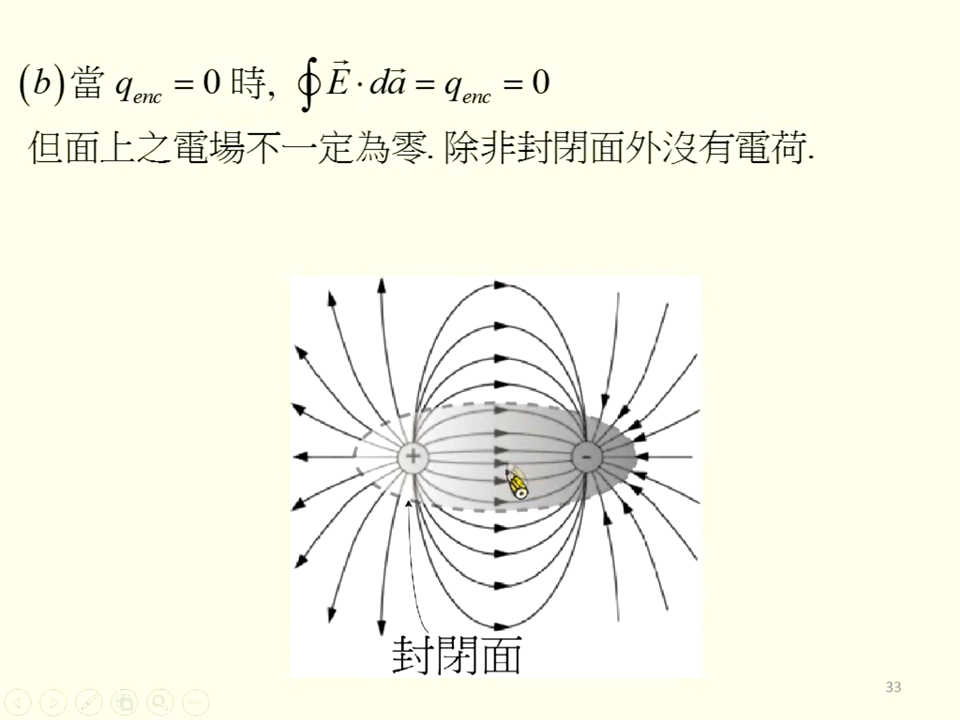 (b)當 q_enc = 0 時, ∮E⃗ · da⃗ = q_enc = 0
但面上之電場不一定為零. 除非封閉面外沒有電荷.
+ -
封閉面
33